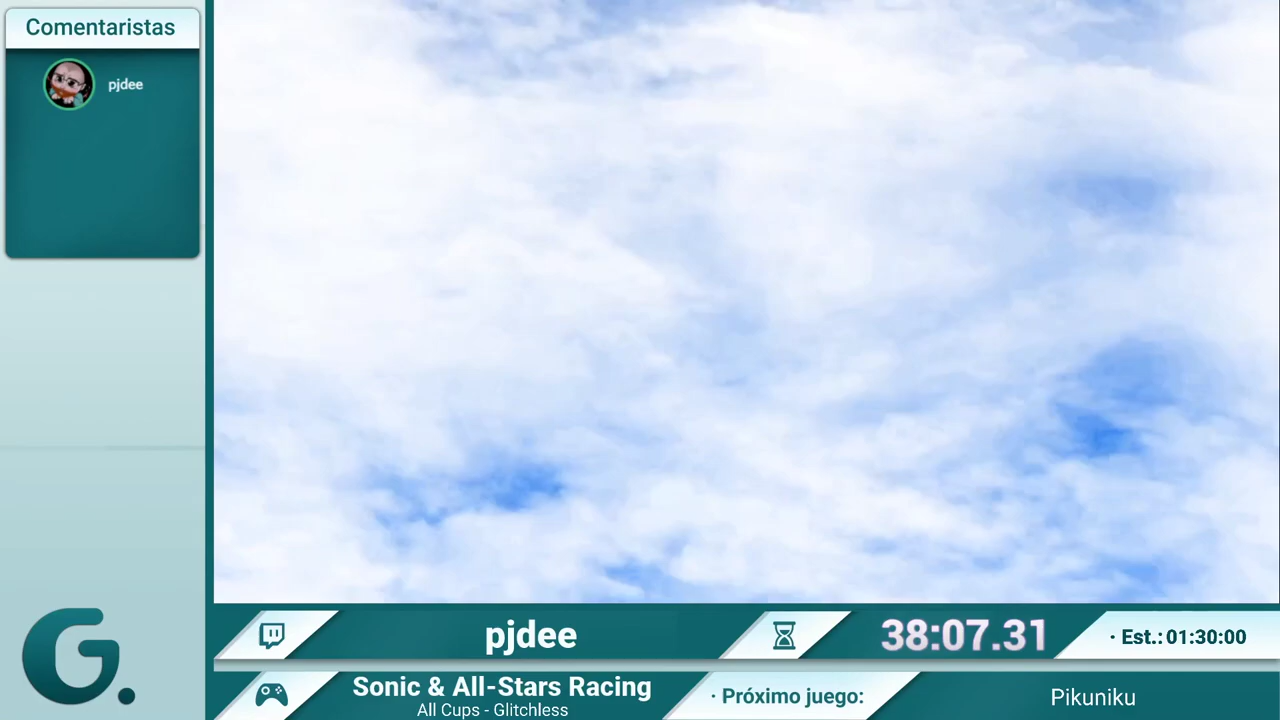 Comentaristas
pjdee
G.
pjdee
38:07.31
· Est.: 01:30:00
Sonic & All-Stars Racing
All Cups - Glitchless
· Próximo juego:
Pikuniku